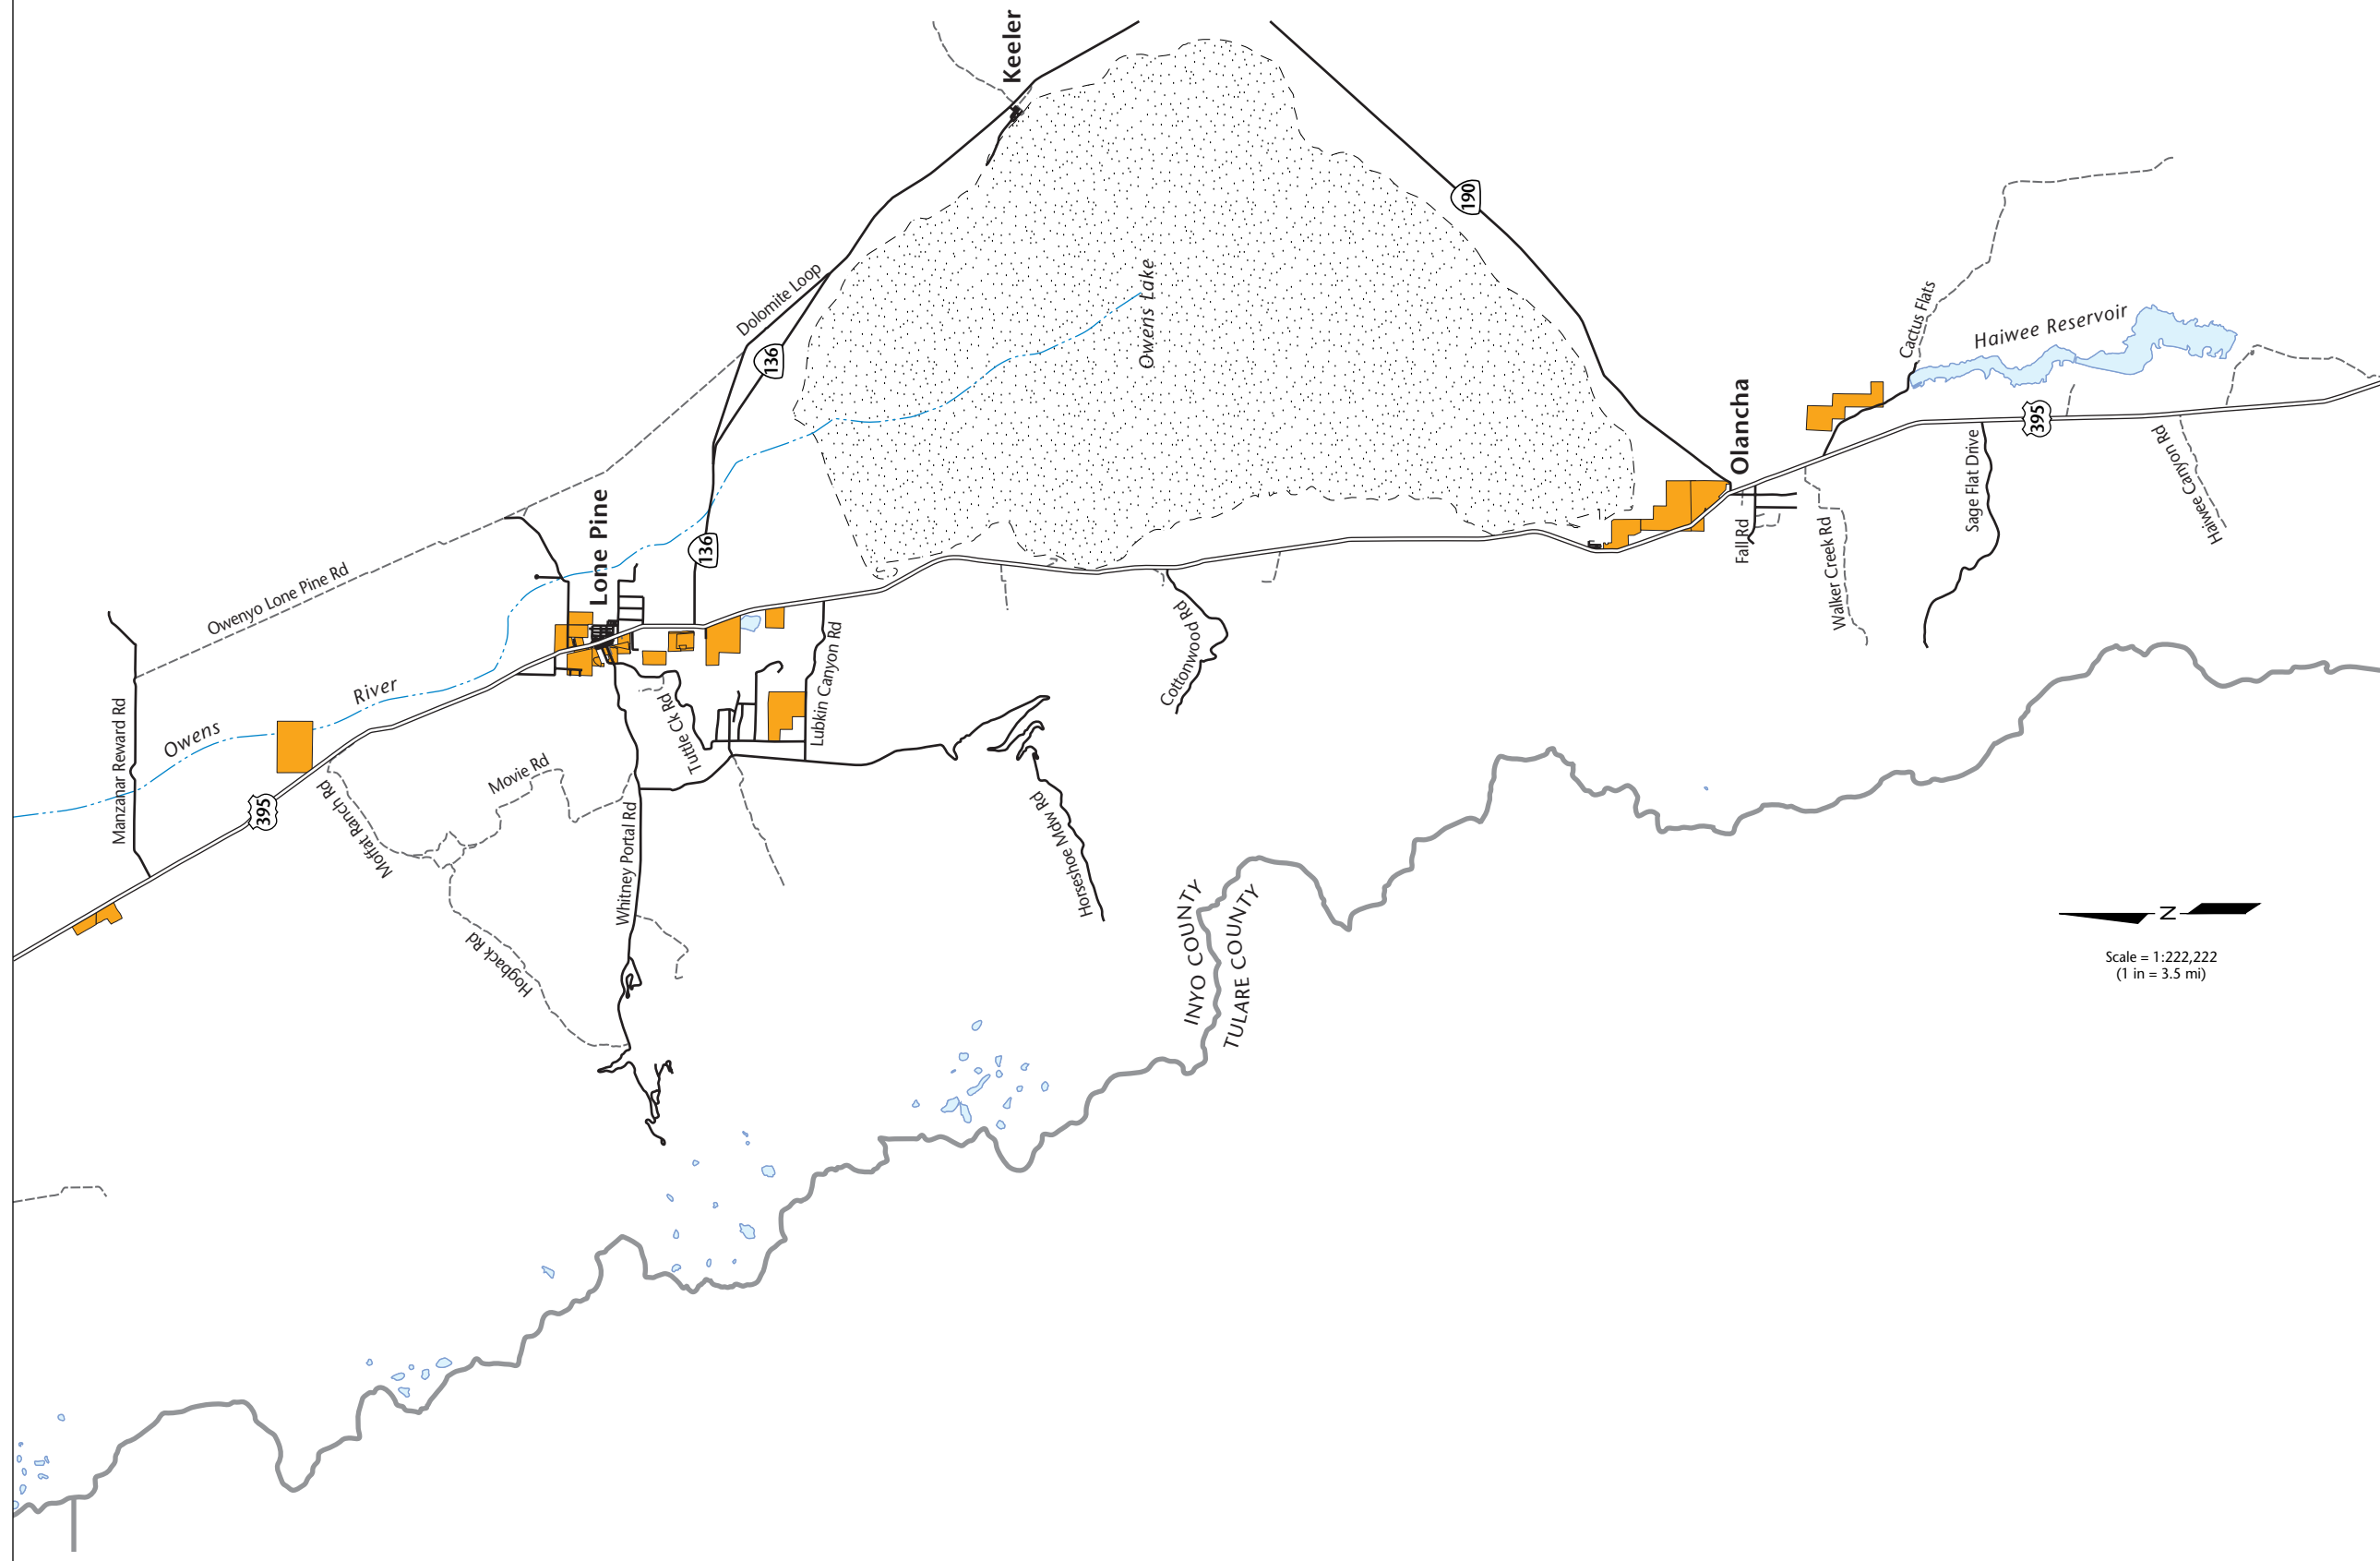 Keeler
190
Dolomite Loop
136
Owens Lake
Cactus Flats
Haiwee Reservoir
Olancha
395
Haiwee Canyon Rd
Sage Flat Drive
Fall Rd
Walker Creek Rd
Lone Pine
136
Owenyo Lone Pine Rd
Cottonwood Rd
Lubkin Canyon Rd
Tuttle Ck Rd
Owens
River
Manzanar Reward Rd
395
Moffat Ranch Rd
Movie Rd
Whitney Portal Rd
Horseshoe Mdw Rd
Hogback Rd
INYO COUNTY
TULARE COUNTY
N
Scale = 1:222,222
(1 in = 3.5 mi)